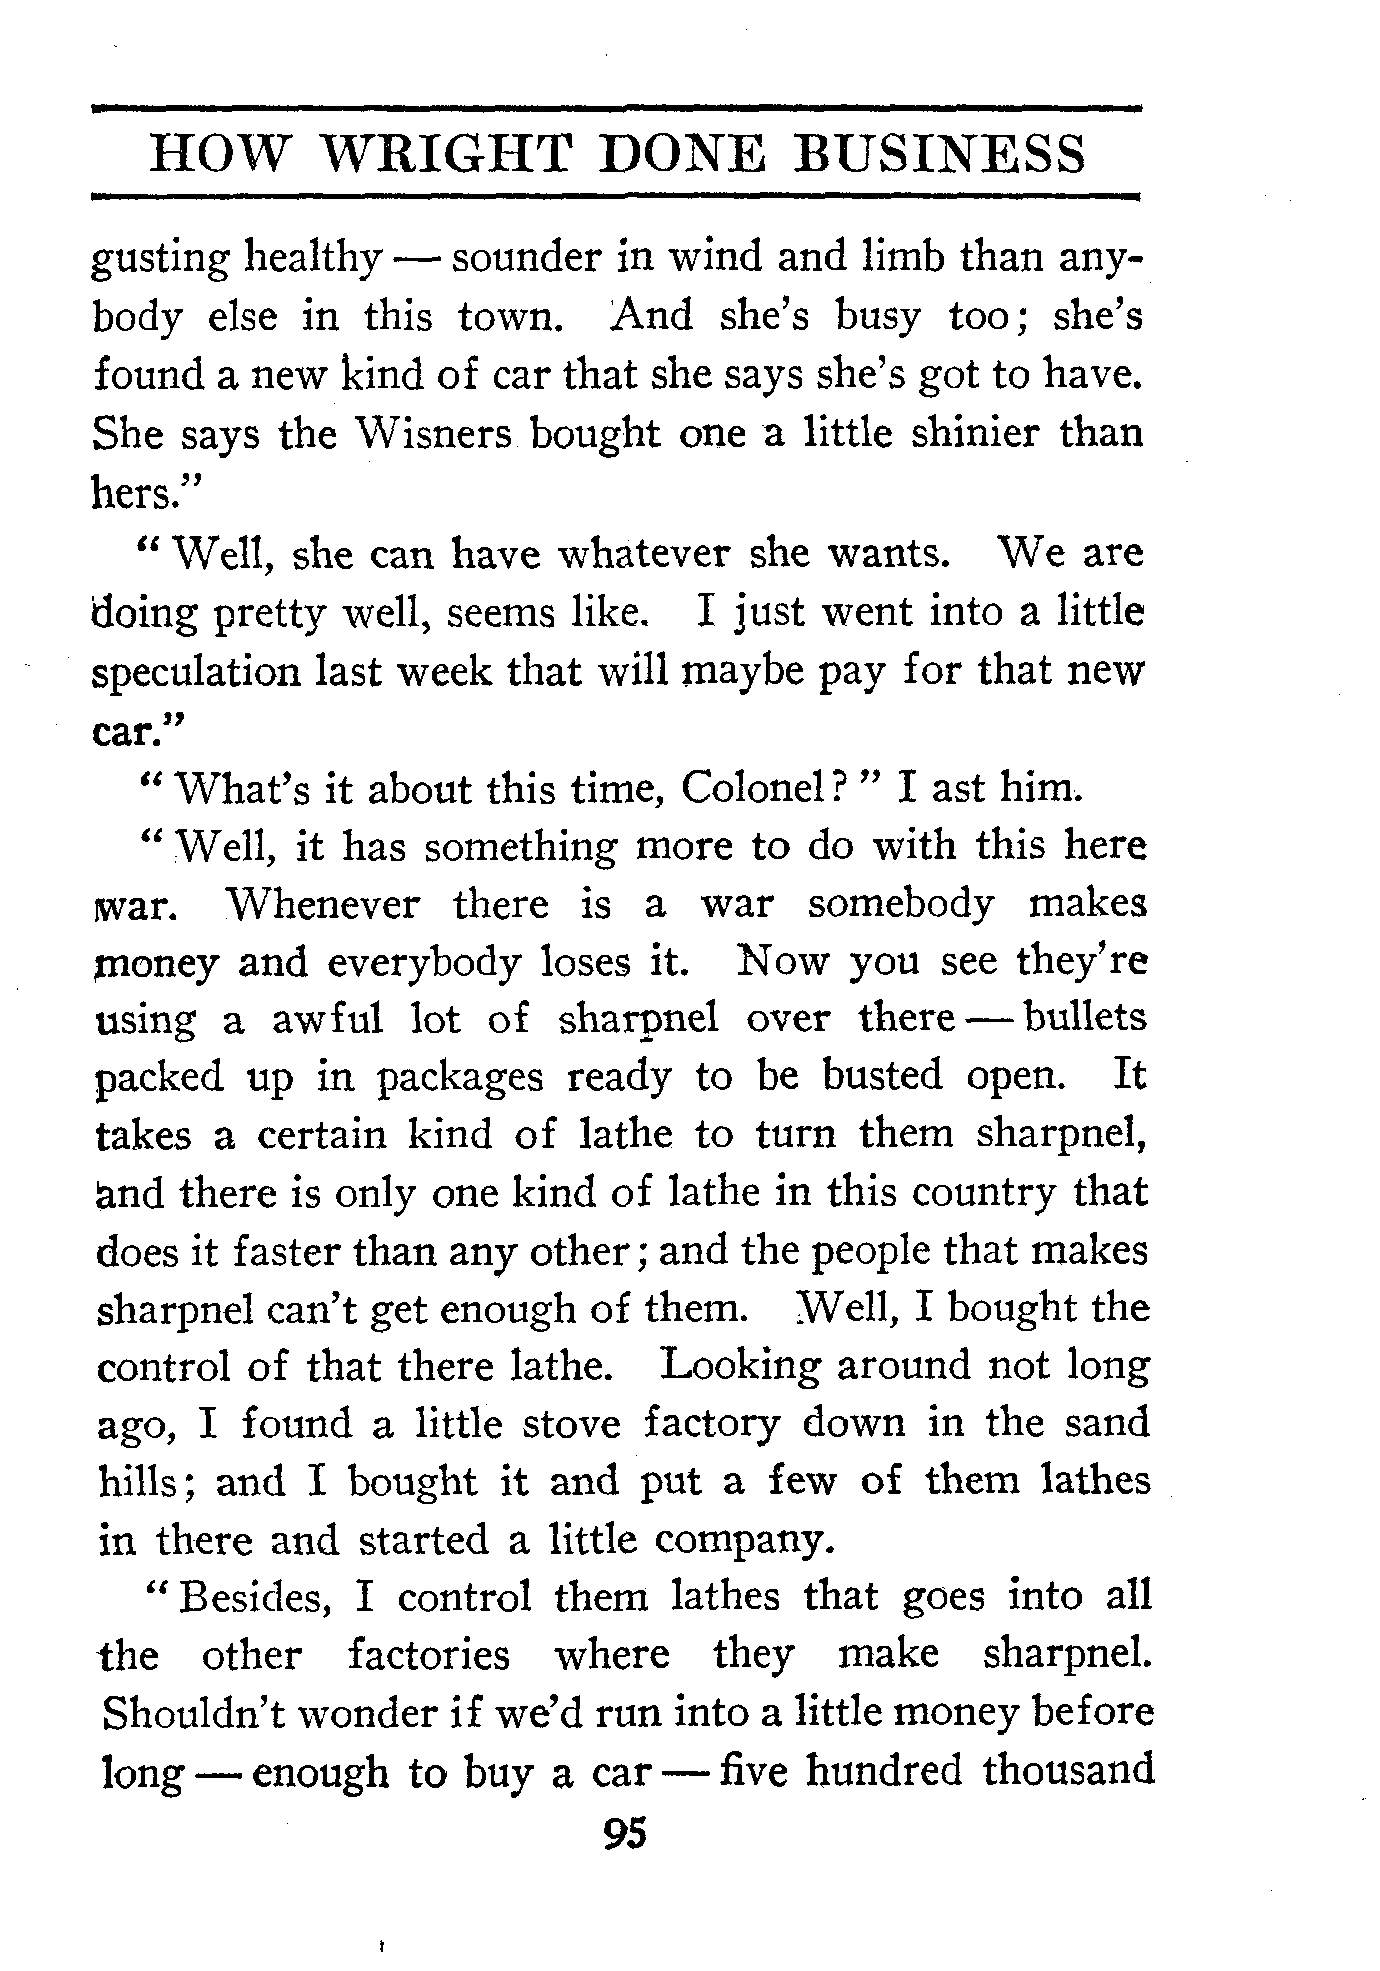 HOW WRIGHT DONE BUSINESS
gusting healthy — sounder in wind and limb than any-
body else in this town. And she's busy too; she's
found a new kind of car that she says she's got to have.
She says the Wisners bought one a little shinier than
hers."
" Well, she can have whatever she wants. We are
doing pretty well, seems like. I just went into a little
speculation last week that will maybe pay for that new
car."
" What's it about this time, Colonel? " I ast him.
" Well, it has something more to do with this here
war. Whenever there is a war somebody makes
money and everybody loses it. Now you see they're
using a awful lot of sharpnel over there — bullets
packed up in packages ready to be busted open. It
takes a certain kind of lathe to turn them sharpnel,
and there is only one kind of lathe in this country that
does it faster than any other; and the people that makes
sharpnel can't get enough of them. Well, I bought the
control of that there lathe. Looking around not long
ago, I found a little stove factory down in the sand
hills; and I bought it and put a few of them lathes
in there and started a little company.
" Besides, I control them lathes that goes into all
the other factories where they make sharpnel.
Shouldn't wonder if we'd run into a little money before
long — enough to buy a car — five hundred thousand
95